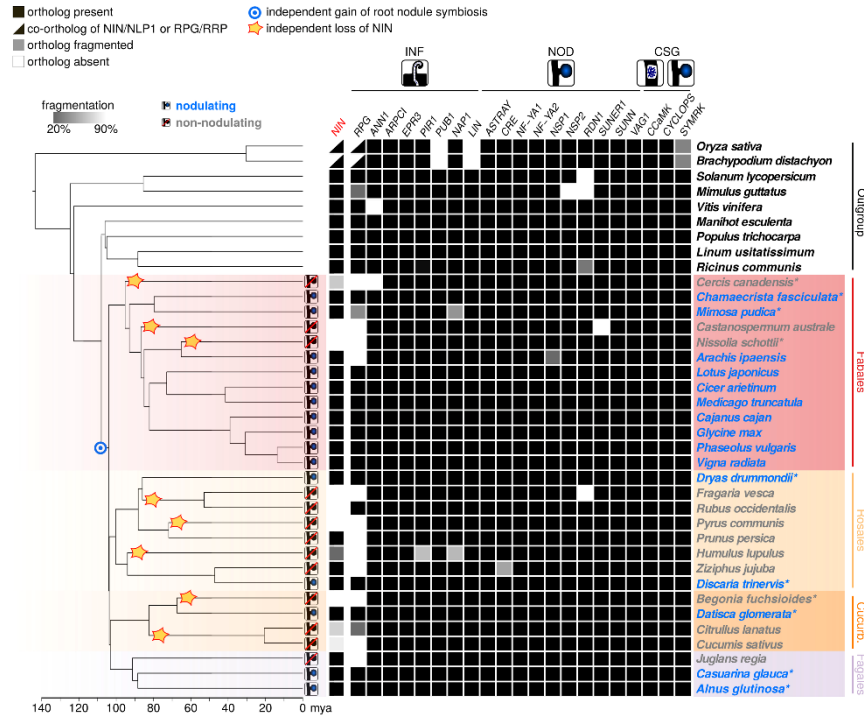 ortholog present
co-ortholog of NIN/NLP1 or RPG/RRP
ortholog fragmented
ortholog absent
independent gain of root nodule symbiosis
independent loss of NIN
fragmentation
20% 90%
nodulating
non-nodulating
INF NOD CSG
NIN RPG ANN1 ARPCI EPR3 PIR1 PUB1 NAP1 LIN ASTRAY CRE NF-YA1 NF-YA2 NSP1 NSP2 RDN1 SUNER1 SUNN VAG1 CCaMK CYCLOPS SYMRK
Oryza sativa
Brachypodium distachyon
Solanum lycopersicum
Mimulus guttatus
Vitis vinifera
Manihot esculenta
Populus trichocarpa
Linum usitatissimum
Ricinus communis
Outgroup
Cercis canadensis*
Chamaecrista fasciculata*
Mimosa pudica*
Castanospermum australe
Nissolia schottii*
Arachis ipaensis
Lotus japonicus
Cicer arietinum
Medicago truncatula
Cajanus cajan
Glycine max
Phaseolus vulgaris
Vigna radiata
Fabales
Dryas drummondii*
Fragaria vesca
Rubus occidentalis
Pyrus communis
Prunus persica
Humulus lupulus
Ziziphus jujuba
Discaria trinervis*
Rosales
Begonia fuchsioides*
Datisca glomerata*
Citrullus lanatus
Cucumis sativus
Cucurb.
Juglans regia
Casuarina glauca*
Alnus glutinosa*
Fagales
140 120 100 80 60 40 20 0 mya